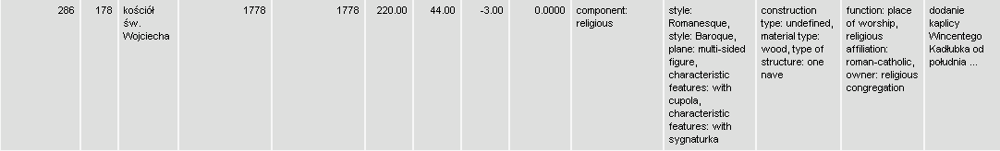 286 178 kościół św. Wojciecha 1778 1778 220.00 44.00 -3.00 0.0000 component: religious style: Romanesque, style: Baroque, plane: multi-sided figure, characteristic features: with cupola, characteristic features: with sygnaturka construction type: undefined, material type: wood, type of structure: one nave function: place of worship, religious affiliation: roman-catholic, owner: religious congregation dodanie kaplicy Wincentego Kadłubka od południa ...